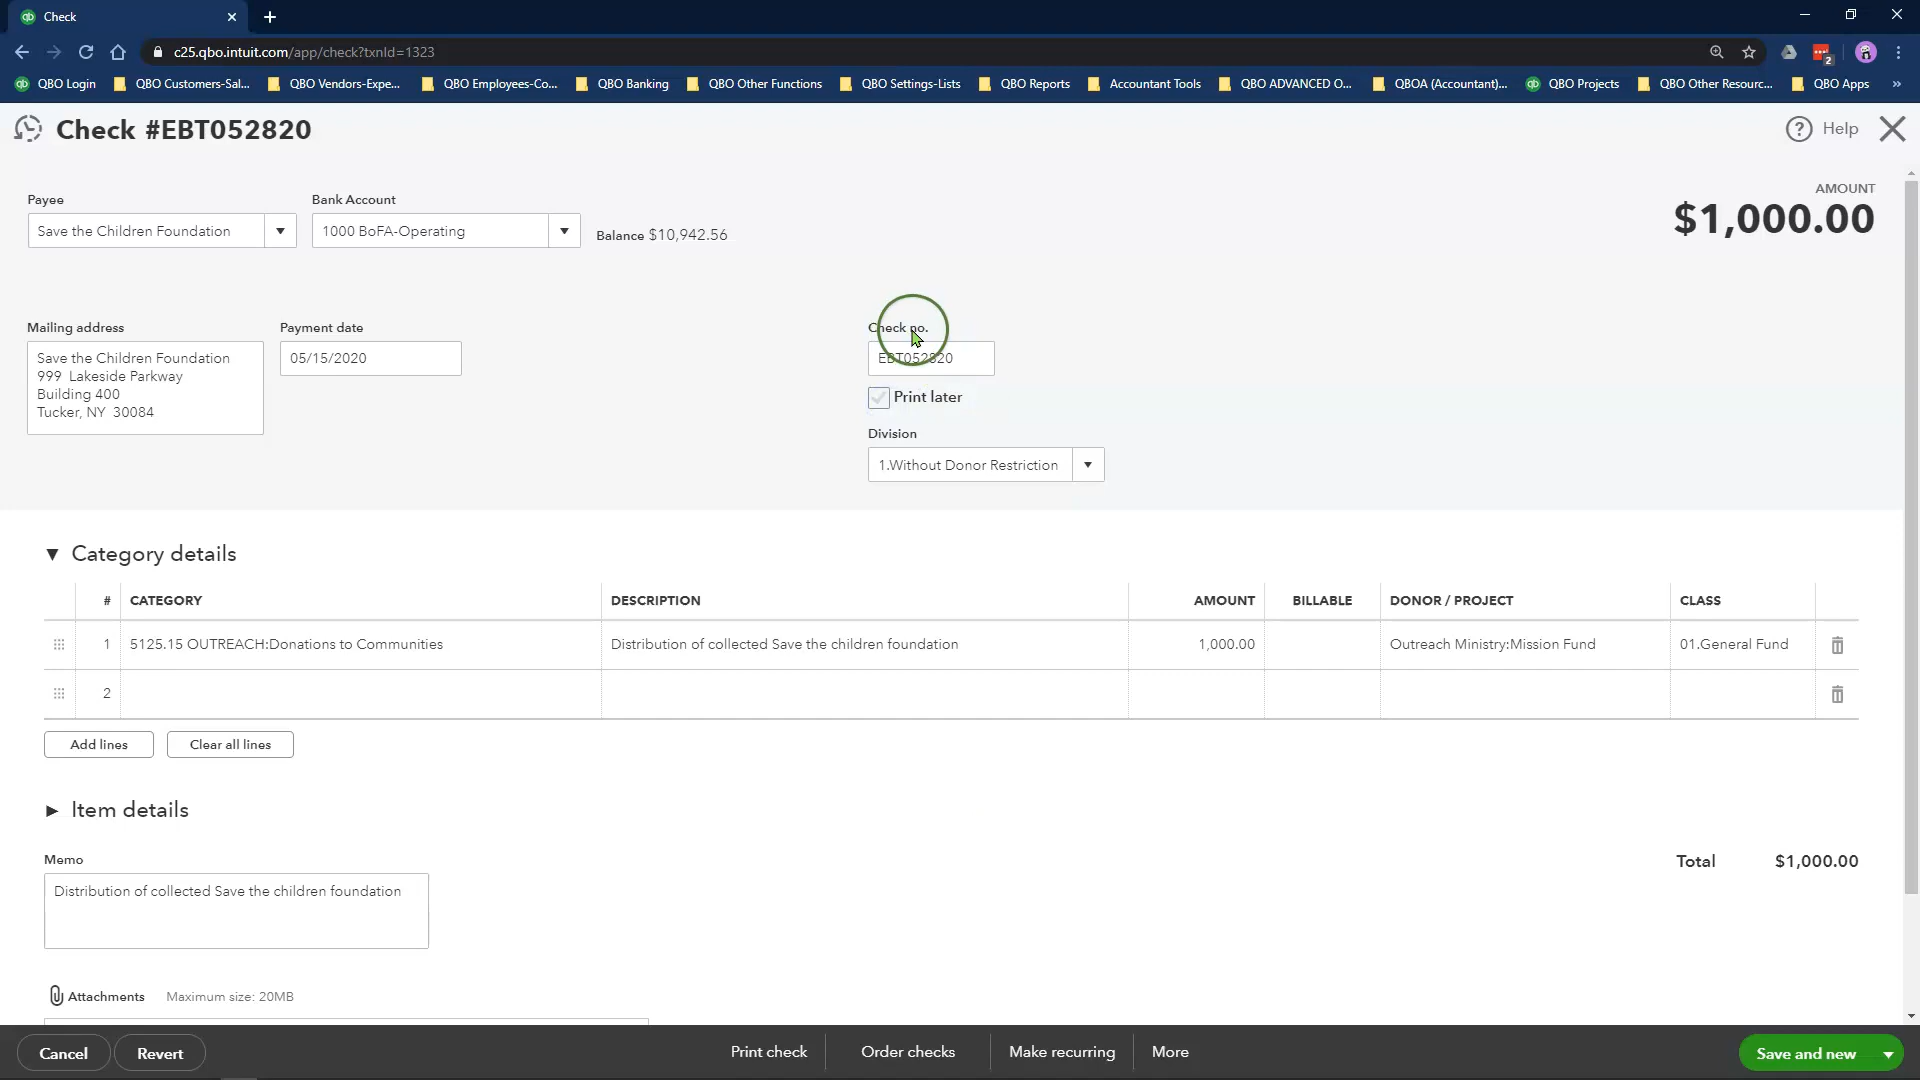 Check
c25.qbo.intuit.com/app/check?txnId=1323
2
QBO Login
QBO Customers-Sal...
QBO Vendors-Expe...
QBO Employees-Co...
QBO Banking
QBO Other Functions
QBO Settings-Lists
QBO Reports
Accountant Tools
QBO ADVANCED O...
QBOA (Accountant)...
QBO Projects
QBO Other Resourc...
QBO Apps
»
Check #EBT052820
Help
Payee
Bank Account
AMOUNT
Save the Children Foundation
1000 BoFA-Operating
Balance $10,942.56
$1,000.00
Mailing address
Payment date
Check no.
Save the Children Foundation
999 Lakeside Parkway
Building 400
Tucker, NY 30084
05/15/2020
EBT052820
Print later
Division
1.Without Donor Restriction
Category details
# CATEGORY DESCRIPTION AMOUNT BILLABLE DONOR / PROJECT CLASS
1 5125.15 OUTREACH:Donations to Communities Distribution of collected Save the children foundation 1,000.00 Outreach Ministry:Mission Fund 01.General Fund
2
Add lines
Clear all lines
Item details
Memo
Total $1,000.00
Distribution of collected Save the children foundation
Attachments Maximum size: 20MB
Cancel
Revert
Print check
Order checks
Make recurring
More
Save and new